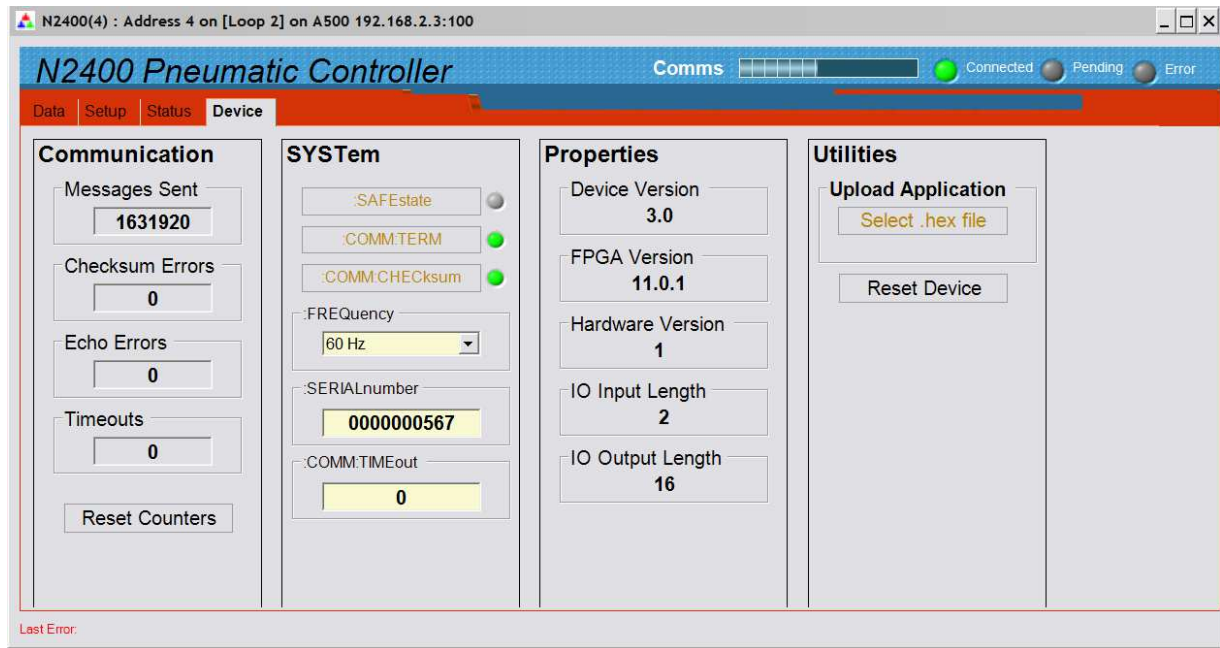 N2400(4) : Address 4 on [Loop 2] on A500 192.168.2.3:100
N2400 Pneumatic Controller
Comms
Connected
Pending
Error
Data
Setup
Status
Device
Communication
Messages Sent
1631920
Checksum Errors
0
Echo Errors
0
Timeouts
0
Reset Counters
SYSTem
:SAFEstate
:COMM:TERM
:COMM:CHECksum
:FREQuency
60 Hz
:SERIALnumber
0000000567
:COMM:TIMEout
0
Properties
Device Version
3.0
FPGA Version
11.0.1
Hardware Version
1
IO Input Length
2
IO Output Length
16
Utilities
Upload Application
Select .hex file
Reset Device
Last Error: